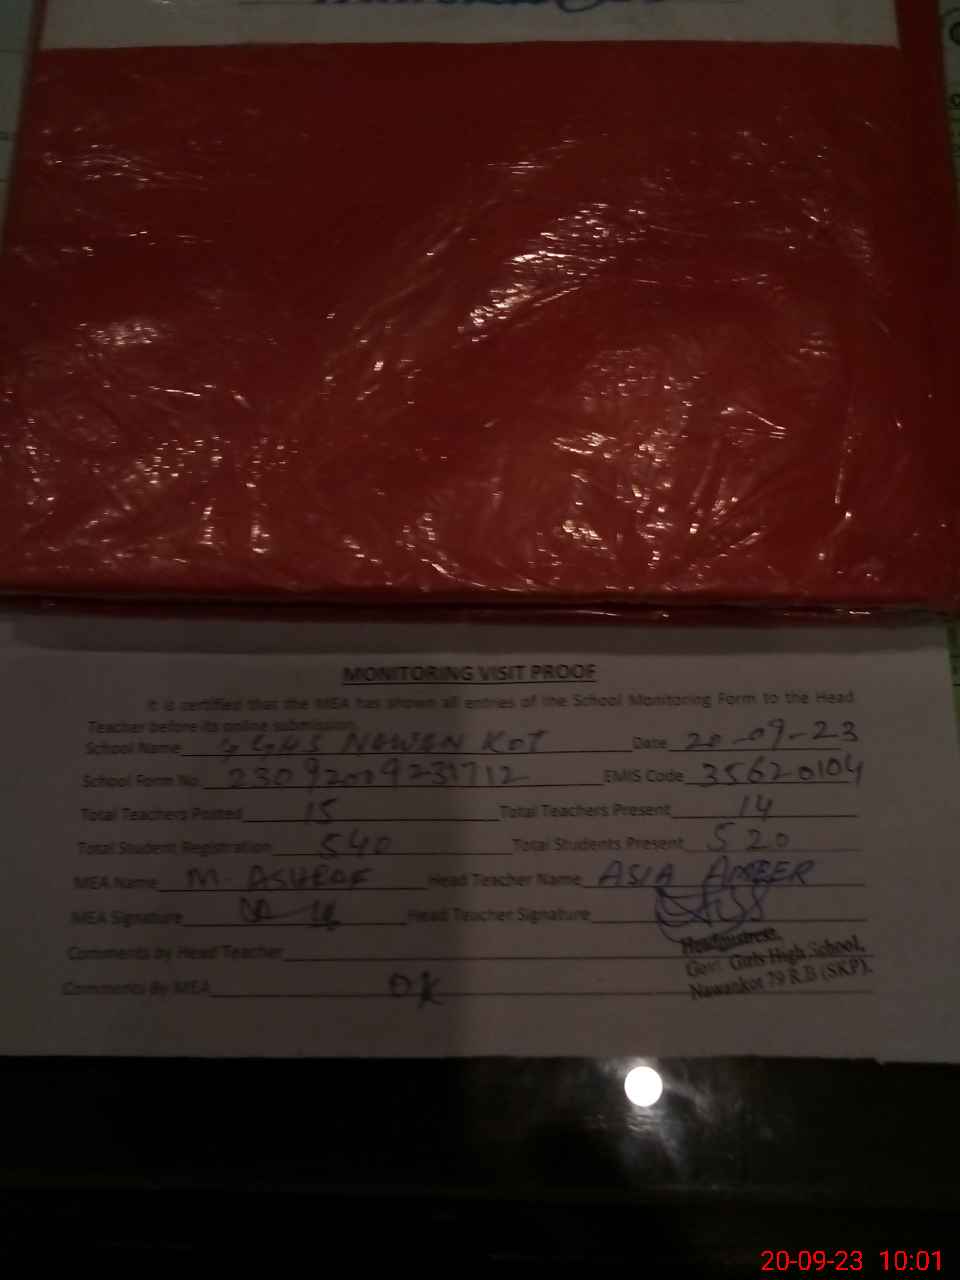 MONITORING VISIT PROOF
It is certified that the MEA has shown all entries of the School Monitoring Form to the Head
Teacher before its online submission.
School Name GGHS NAWAN KOT Date 20-09-23
School Form No. EMIS Code 35620104
Total Teachers Posted 15 Total Teachers Present 14
Total Student Registration 540 Total Students Present 520
MEA Name M. ASHRAF Head Teacher Name ASIA AMEER
MEA Signature Head Teacher Signature
Headmistress,
Comments by Head Teacher
Govt. Girls High School,
Nawankot 79 R.B (SKP).
Comments By MEA OK
20-09-23 10:01